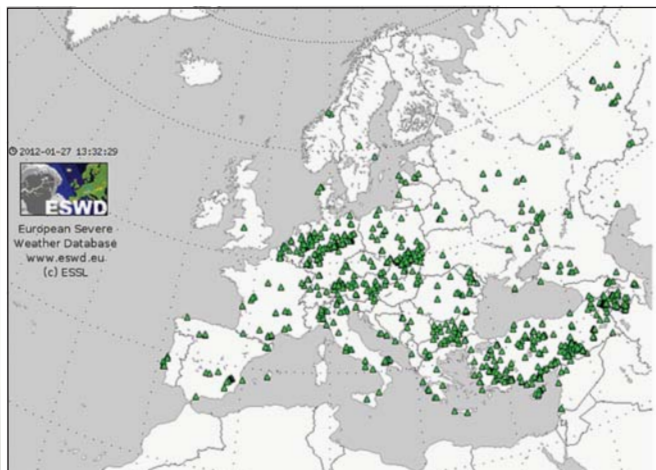 2012-01-27 13:32:29
ESWD
European Severe
Weather Database
www.eswd.eu
(c) ESSL